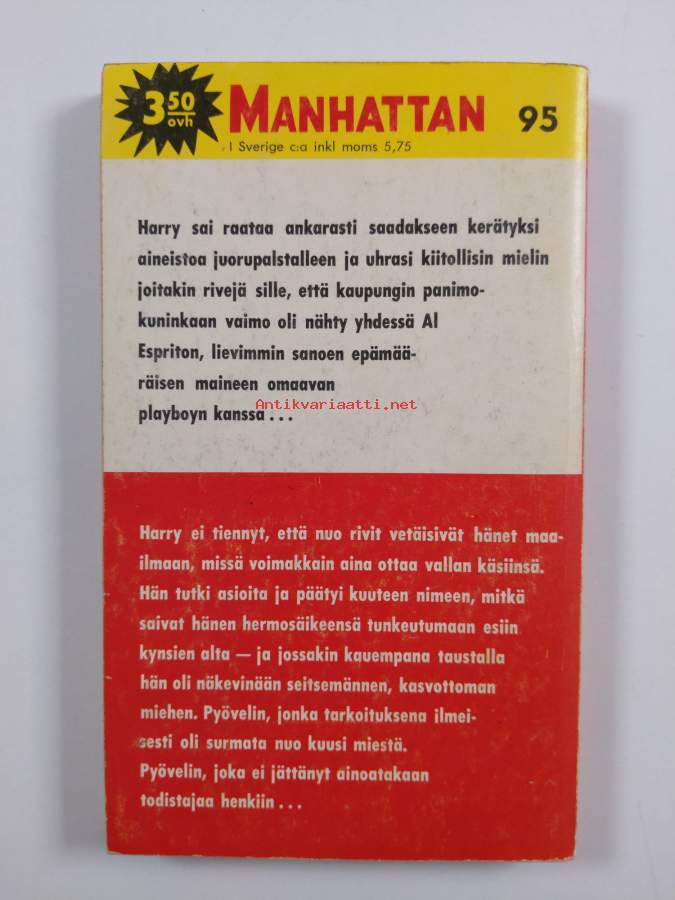 3 50 ovh
MANHATTAN 95
I Sverige c:a inkl moms 5,75
Harry sai raataa ankarasti saadakseen kerätyksi
aineistoa juorupalstalleen ja uhrasi kiitollisin mielin
joitakin rivejä sille, että kaupungin panimo-
kuninkaan vaimo oli nähty yhdessä Al
Espriton, lievimmin sanoen epämää-
räisen maineen omaavan
Antikvariaatti.net
playboyn kanssa ...
Harry ei tiennyt, että nuo rivit vetäisivät hänet maa-
ilmaan, missä voimakkain aina ottaa vallan käsiinsä.
Hän tutki asioita ja päätyi kuuteen nimeen, mitkä
saivat hänen hermosäikeensä tunkeutumaan esiin
kynsien alta — ja jossakin kauempana taustalla
hän oli näkevinään seitsemännen, kasvottoman
miehen. Pyövelin, jonka tarkoituksena ilmei-
sesti oli surmata nuo kuusi miestä.
Pyövelin, joka ei jättänyt ainoatakaan
todistajaa henkiin ...